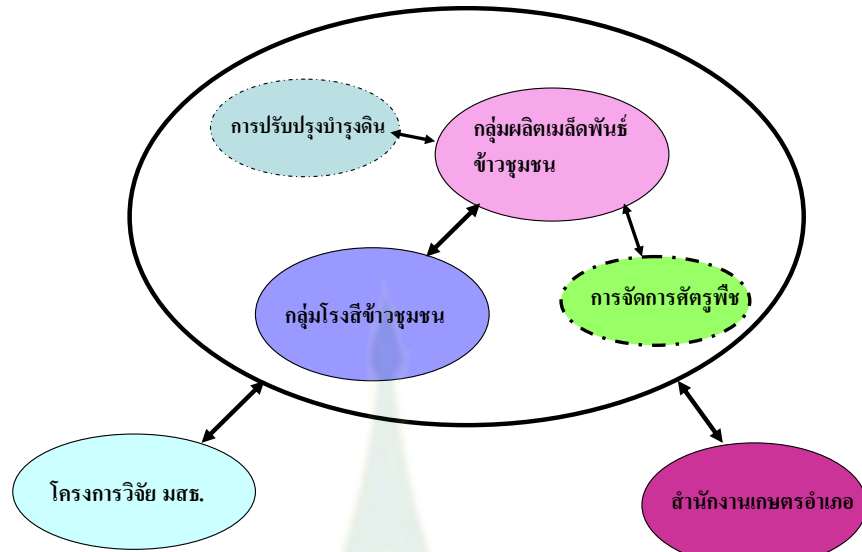 การปรับปรุงบำรุงดิน
กลุ่มผลิตเมล็ดพันธ์
ข้าวชุมชน
กลุ่มโรงสีข้าวชุมชน
การจัดการศัตรูพืช
โครงการวิจัย มสธ.
สำนักงานเกษตรอำเภอ